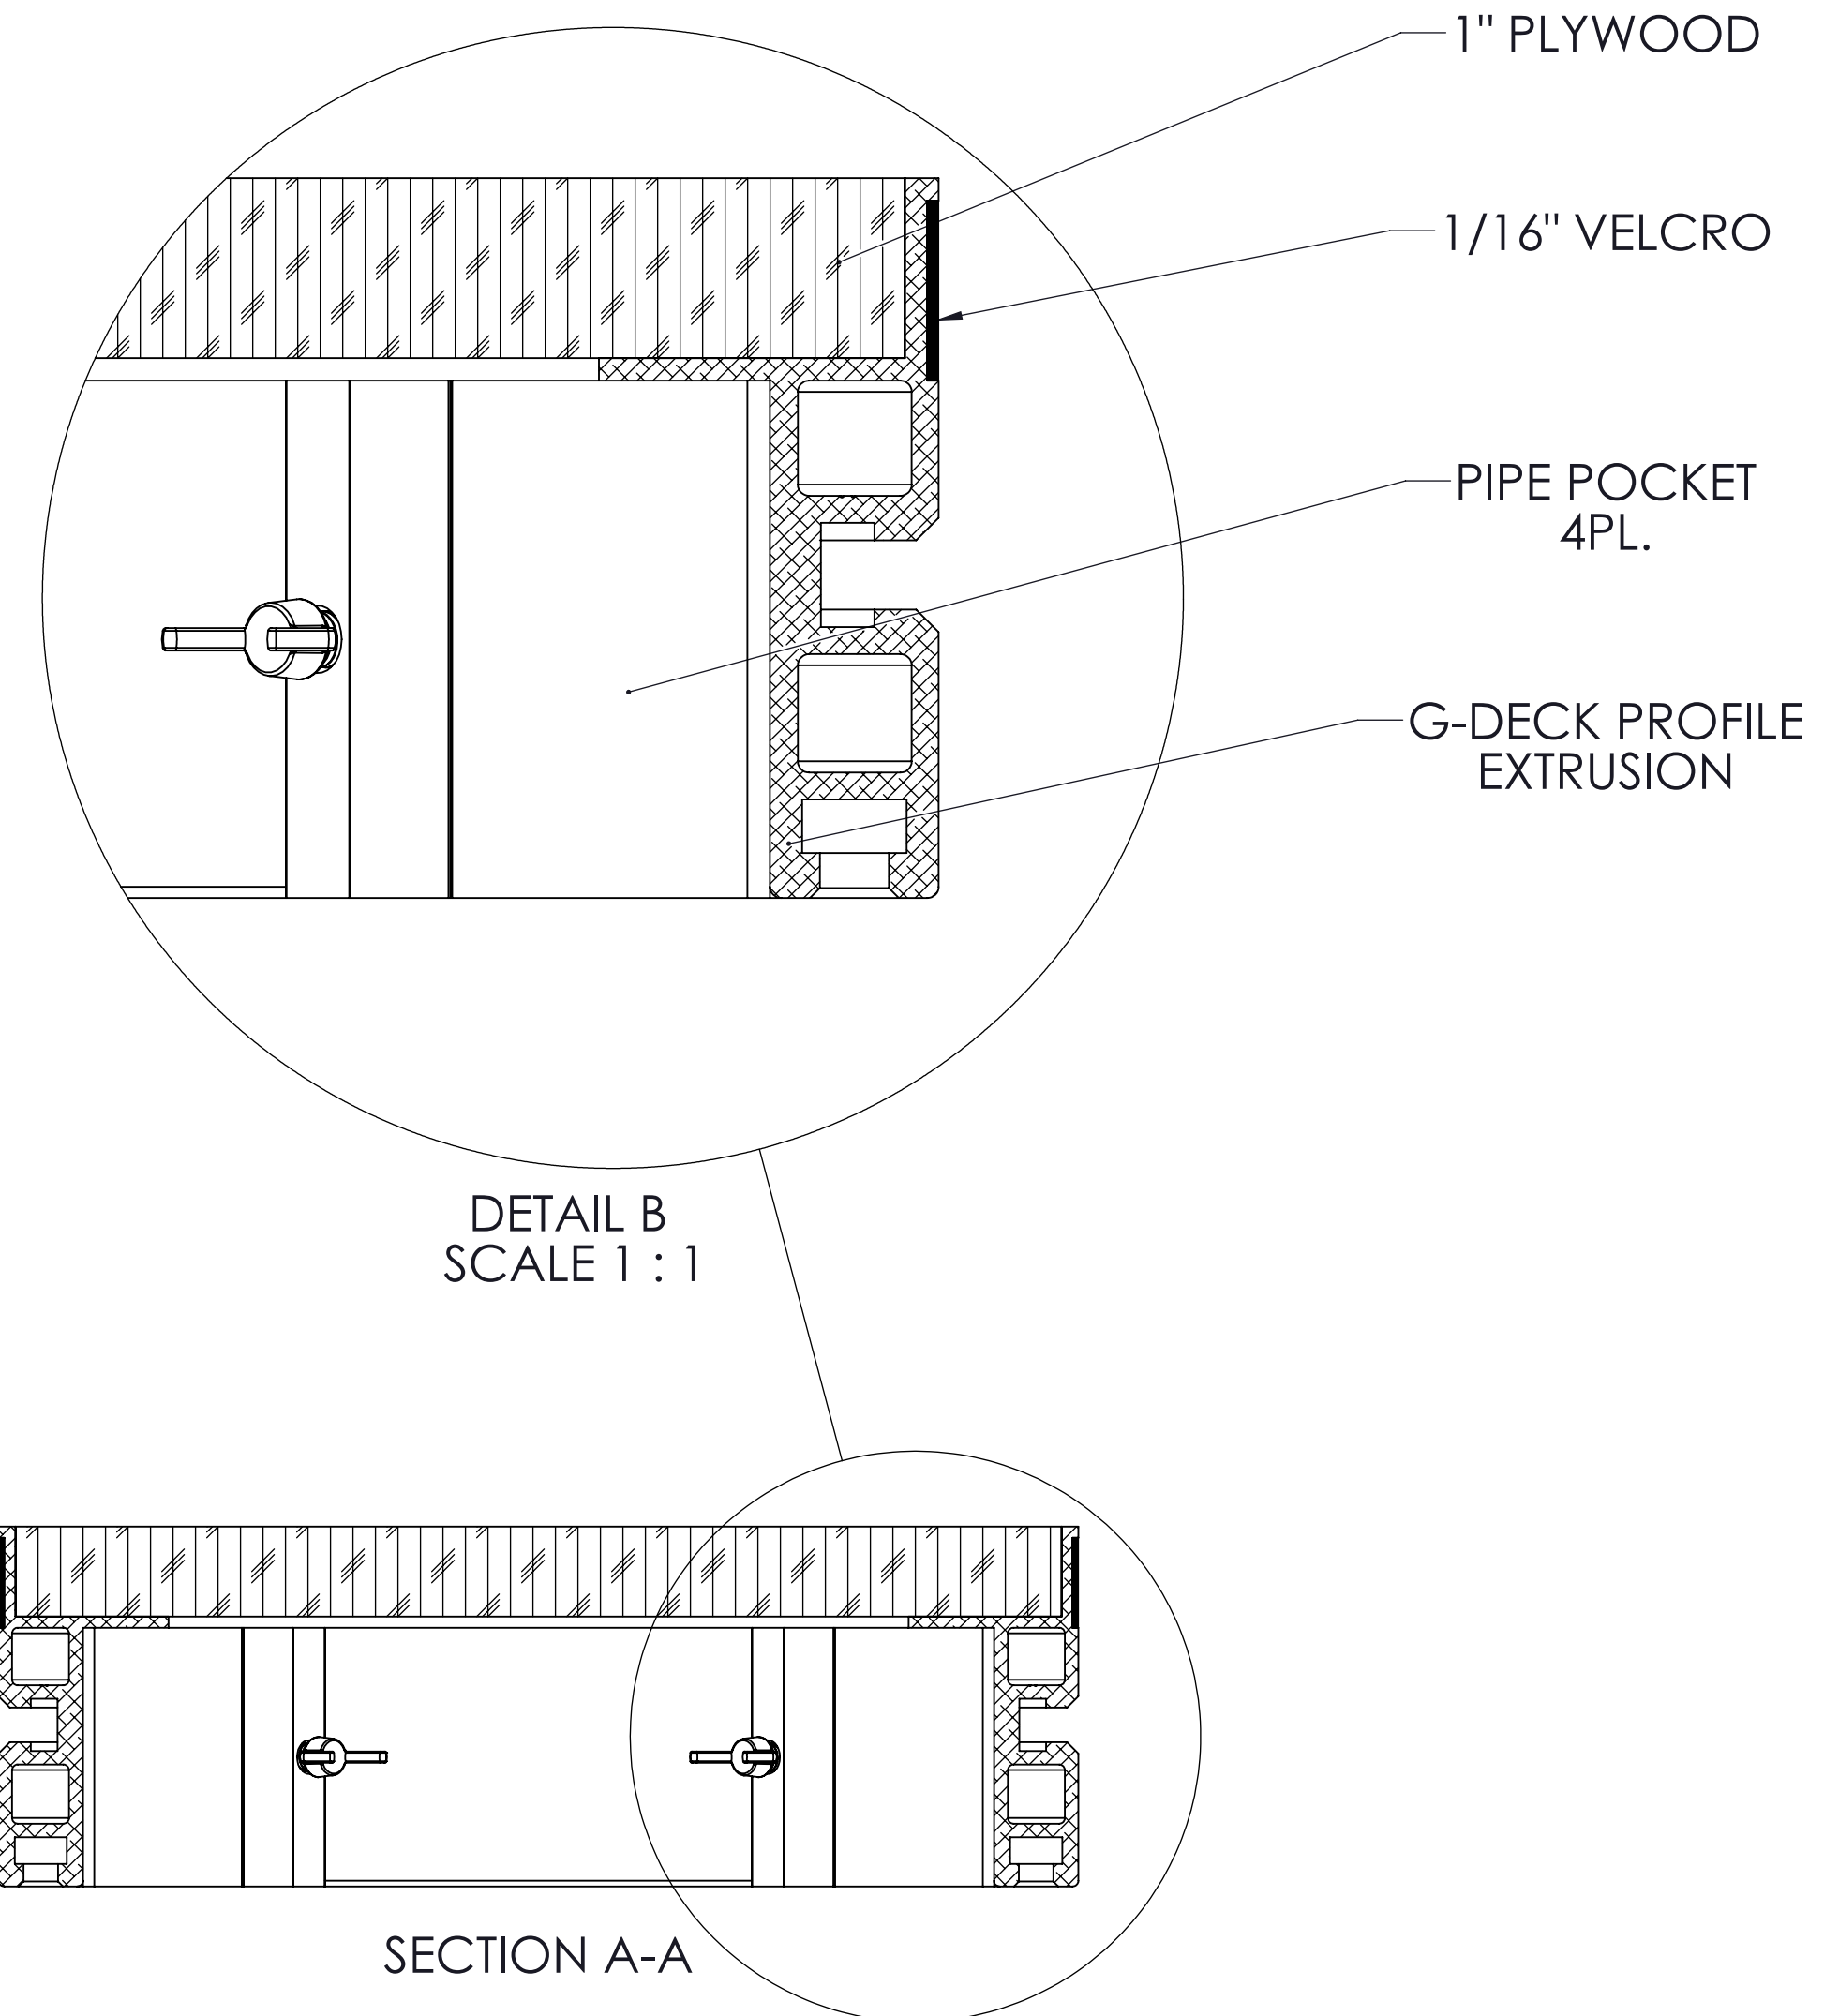 1" PLYWOOD
1/16" VELCRO
PIPE POCKET
4PL.
G-DECK PROFILE
EXTRUSION
DETAIL B
SCALE 1 : 1
SECTION A-A